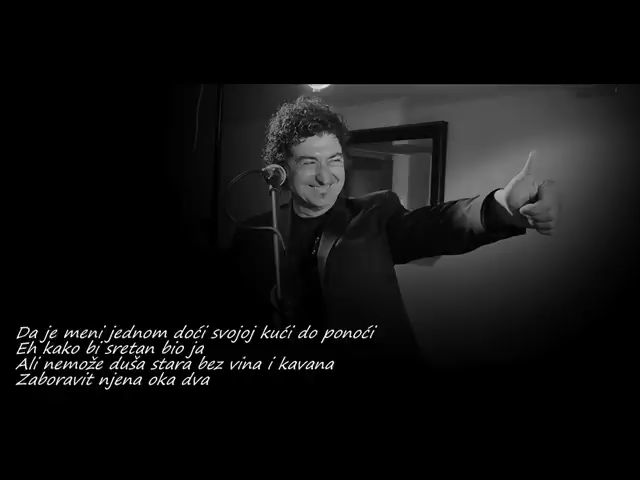 Da je meni jednom doći svojoj kući do ponoći
Eh kako bi sretan bio ja
Ali nemože duša stara bez vina i kavana
Zaboravit njena oka dva